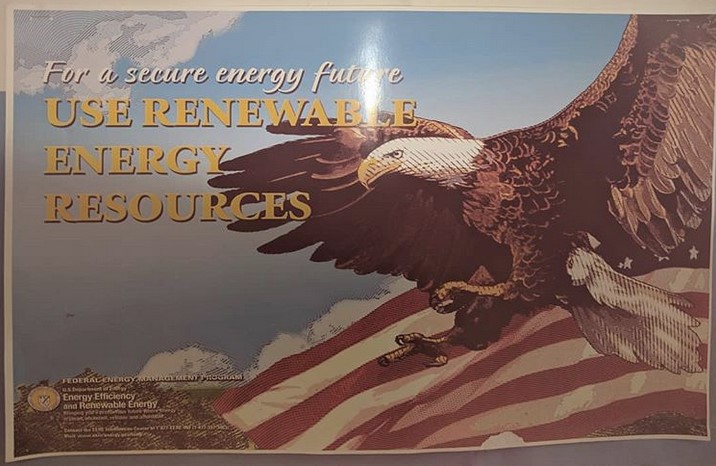 For a secure energy future
USE RENEWABLE
ENERGY
RESOURCES
FEDERAL ENERGY MANAGEMENT PROGRAM
U.S. Department of Energy
Energy Efficiency
and Renewable Energy